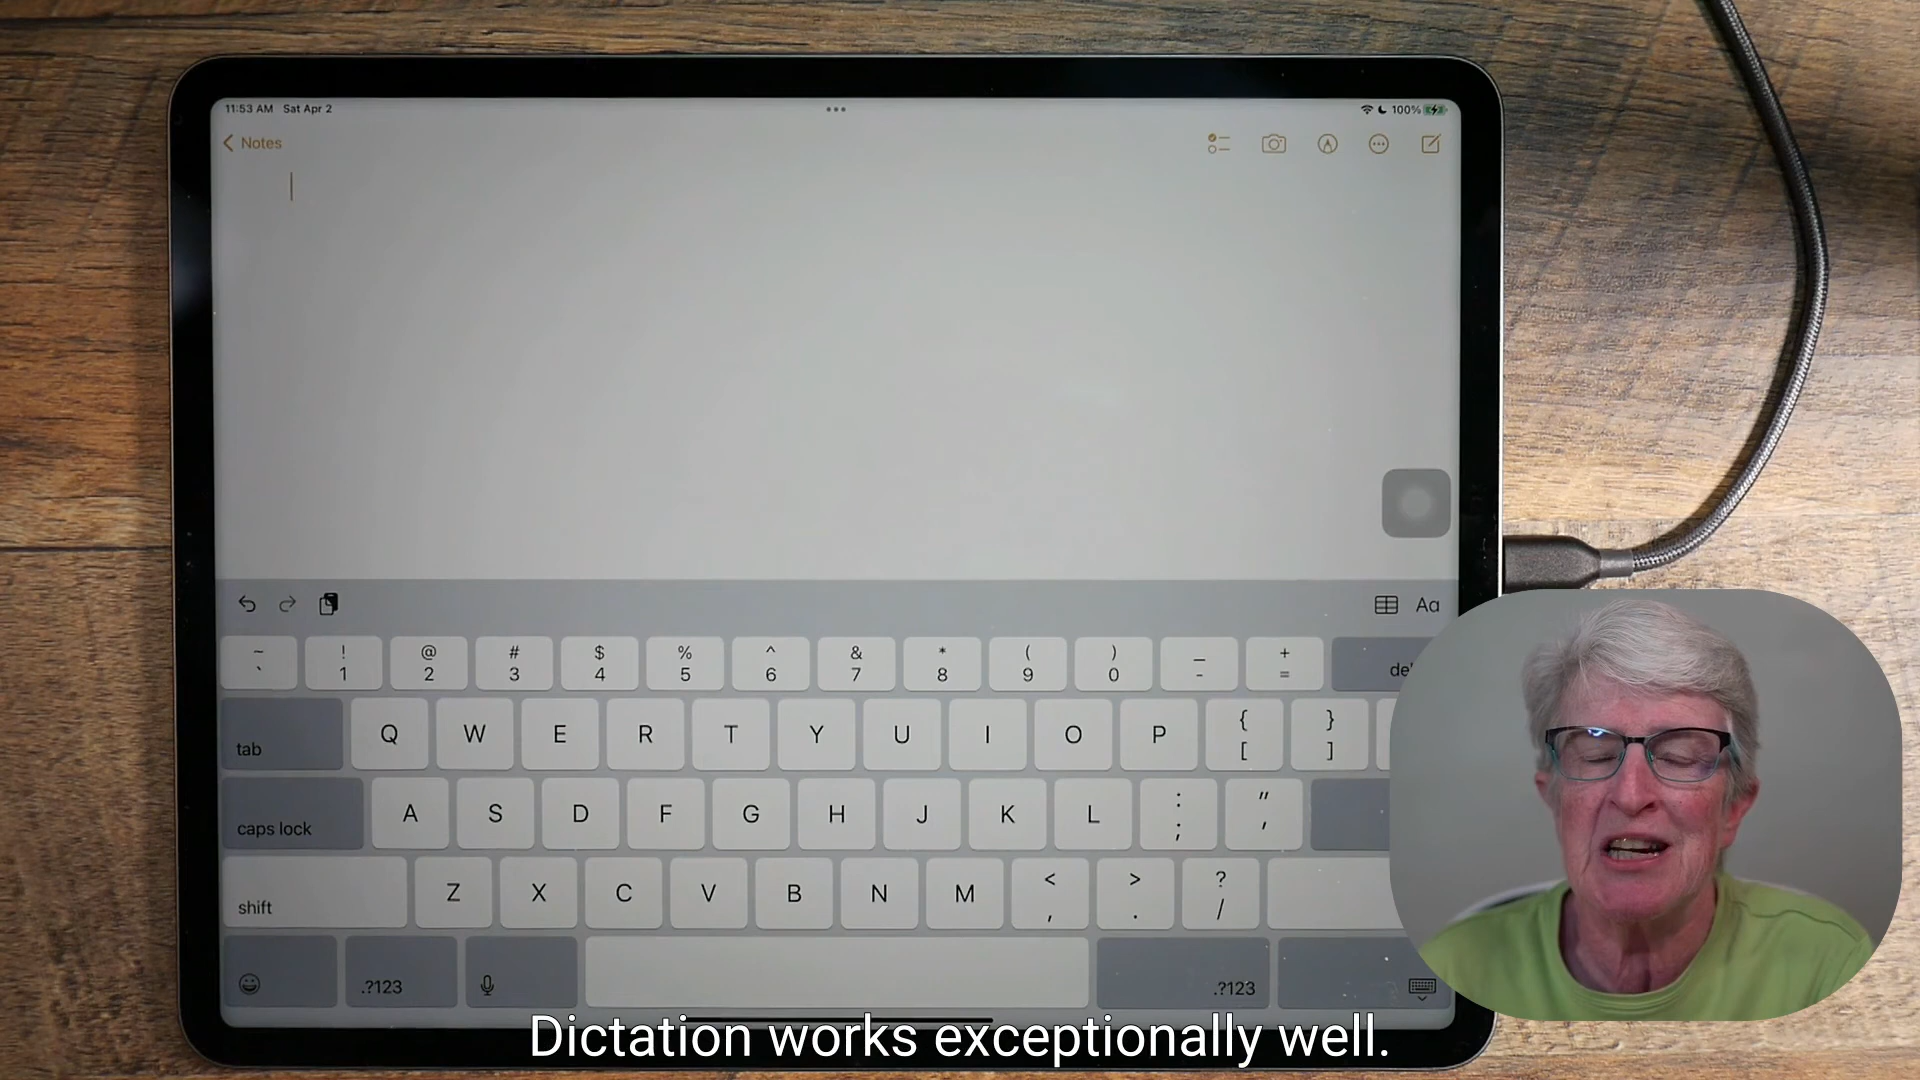 11:53 AM Sat Apr 2
100%
Notes
Aa
~ ! @ # $ % ^ & * ( ) _ +
` 1 2 3 4 5 6 7 8 9 0 - =
tab Q W E R T Y U I O P { [ } ]
caps lock A S D F G H J K L : ; " '
shift Z X C V B N M < , > . ? /
.?123 .?123
Dictation works exceptionally well.